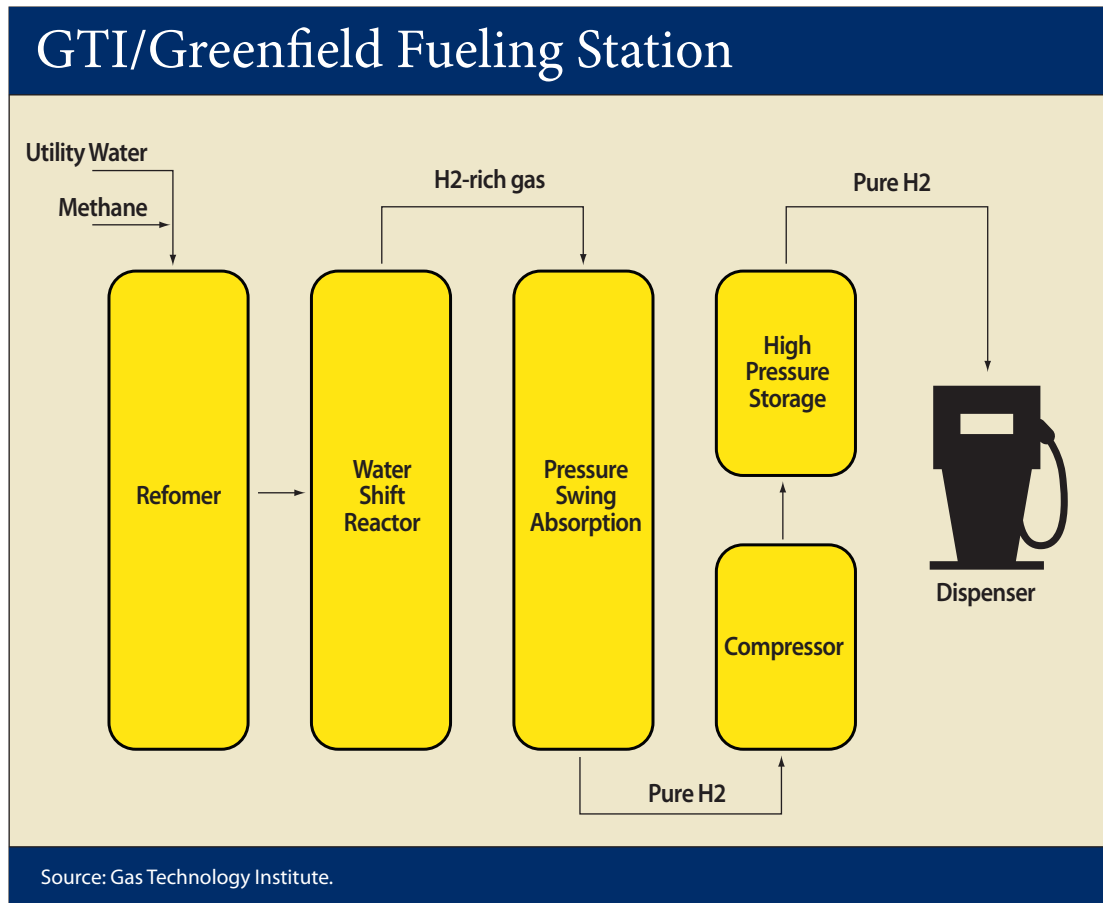 GTI/Greenfield Fueling Station
Utility Water
Methane
H2-rich gas
Pure H2
Refomer
Water
Shift
Reactor
Pressure
Swing
Absorption
High
Pressure
Storage
Compressor
Dispenser
Pure H2
Source: Gas Technology Institute.